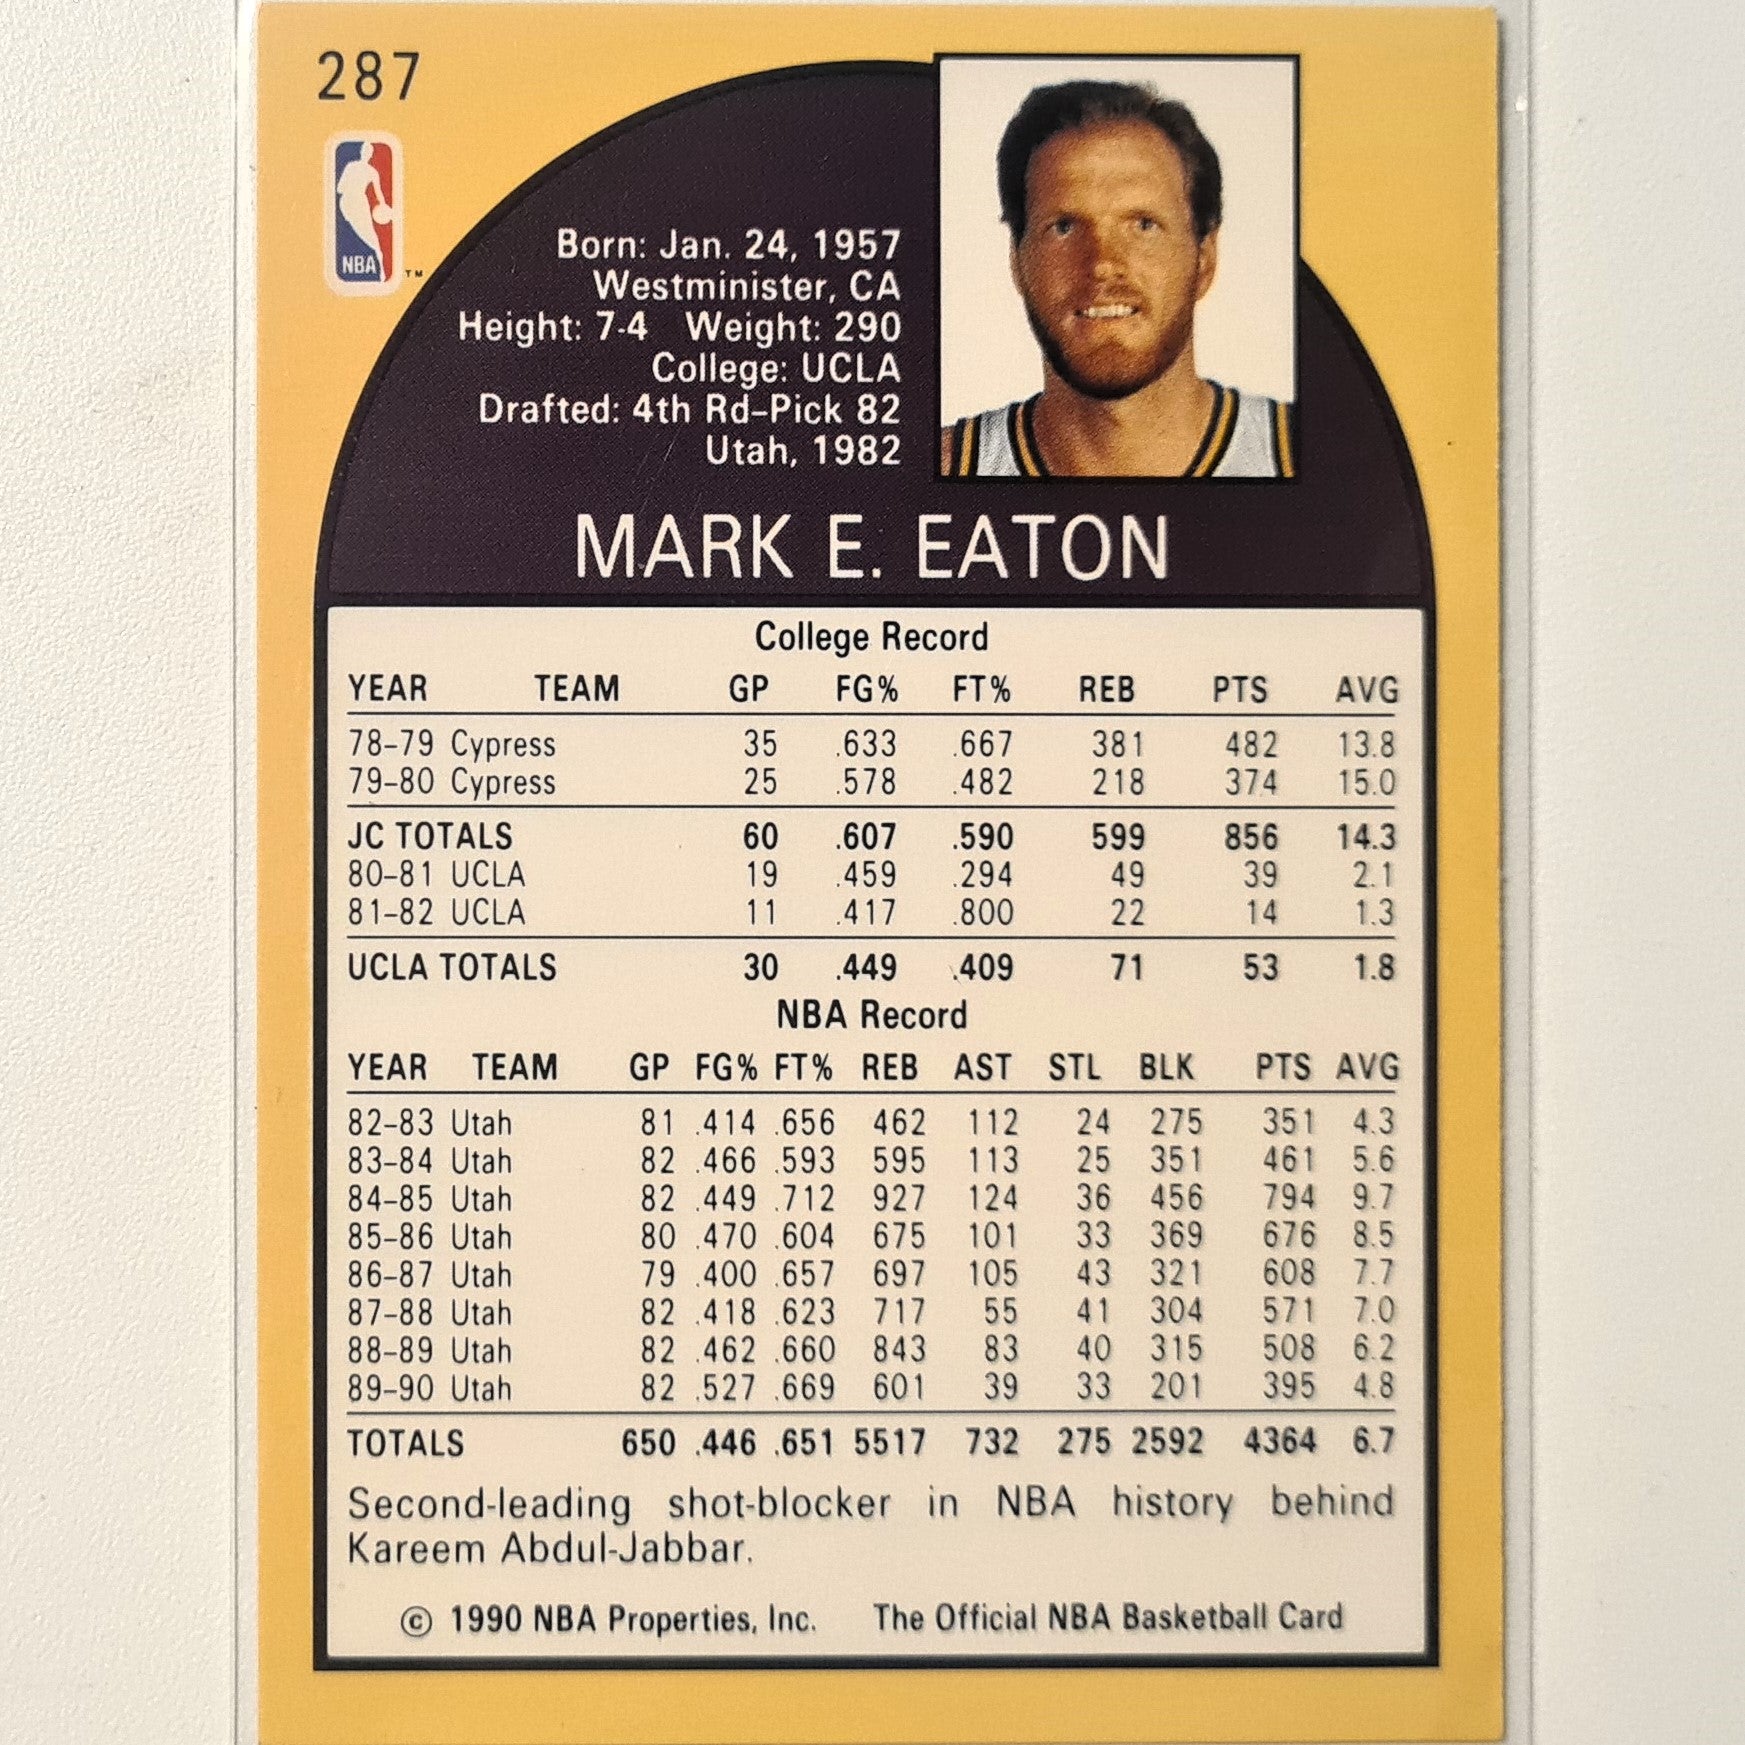 287
NBA ™
Born: Jan. 24, 1957
Westminister, CA
Height: 7-4 Weight: 290
College: UCLA
Drafted: 4th Rd–Pick 82
Utah, 1982
MARK E. EATON
College Record
YEAR TEAM GP FG% FT% REB PTS AVG
78–79 Cypress 35 .633 .667 381 482 13.8
79–80 Cypress 25 .578 .482 218 374 15.0
JC TOTALS 60 .607 .590 599 856 14.3
80–81 UCLA 19 .459 .294 49 39 2.1
81–82 UCLA 11 .417 .800 22 14 1.3
UCLA TOTALS 30 .449 .409 71 53 1.8
NBA Record
YEAR TEAM GP FG% FT% REB AST STL BLK PTS AVG
82–83 Utah 81 .414 .656 462 112 24 275 351 4.3
83–84 Utah 82 .466 .593 595 113 25 351 461 5.6
84–85 Utah 82 .449 .712 927 124 36 456 794 9.7
85–86 Utah 80 .470 .604 675 101 33 369 676 8.5
86–87 Utah 79 .400 .657 697 105 43 321 608 7.7
87–88 Utah 82 .418 .623 717 55 41 304 571 7.0
88–89 Utah 82 .462 .660 843 83 40 315 508 6.2
89–90 Utah 82 .527 .669 601 39 33 201 395 4.8
TOTALS 650 .446 .651 5517 732 275 2592 4364 6.7
Second-leading shot-blocker in NBA history behind
Kareem Abdul-Jabbar.
© 1990 NBA Properties, Inc. The Official NBA Basketball Card